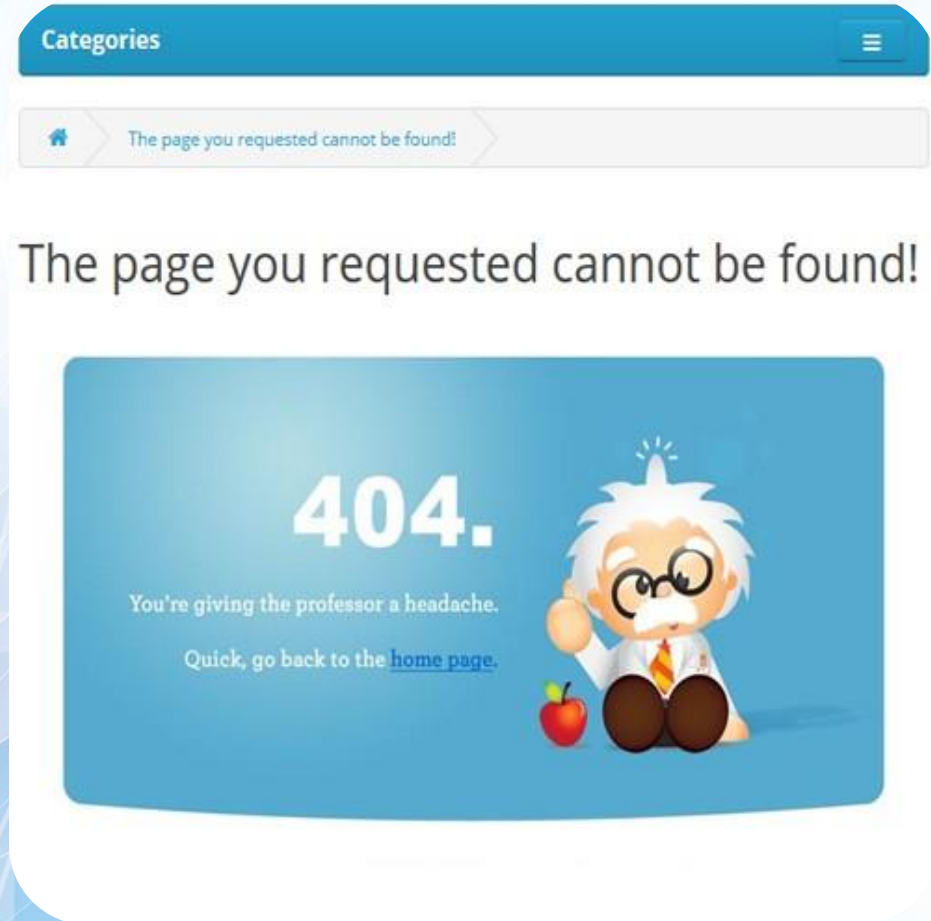 Categories
The page you requested cannot be found!
The page you requested cannot be found!
404.
You're giving the professor a headache.
Quick, go back to the home page.